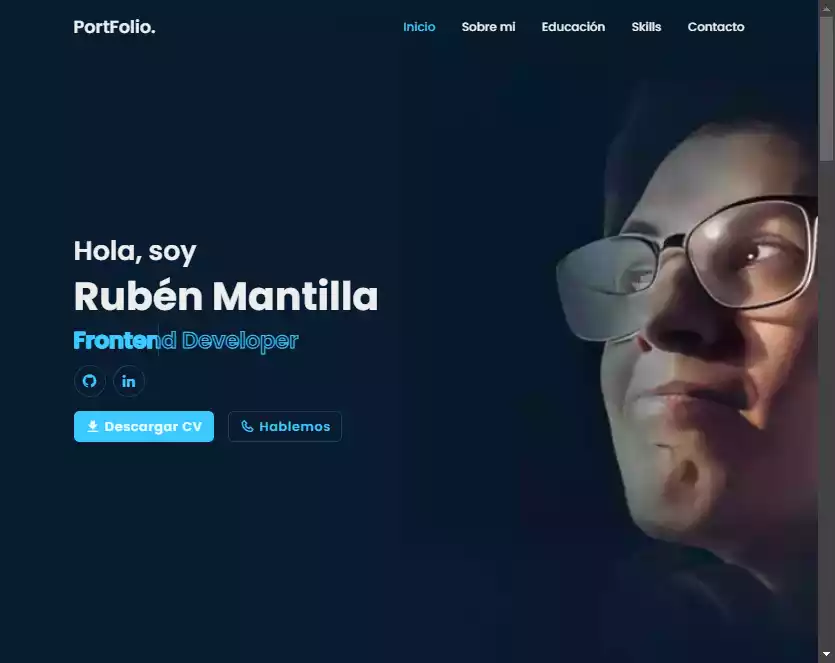 PortFolio.
Inicio Sobre mi Educación Skills Contacto
Hola, soy
Rubén Mantilla
Frontend Developer
in
Descargar CV Hablemos